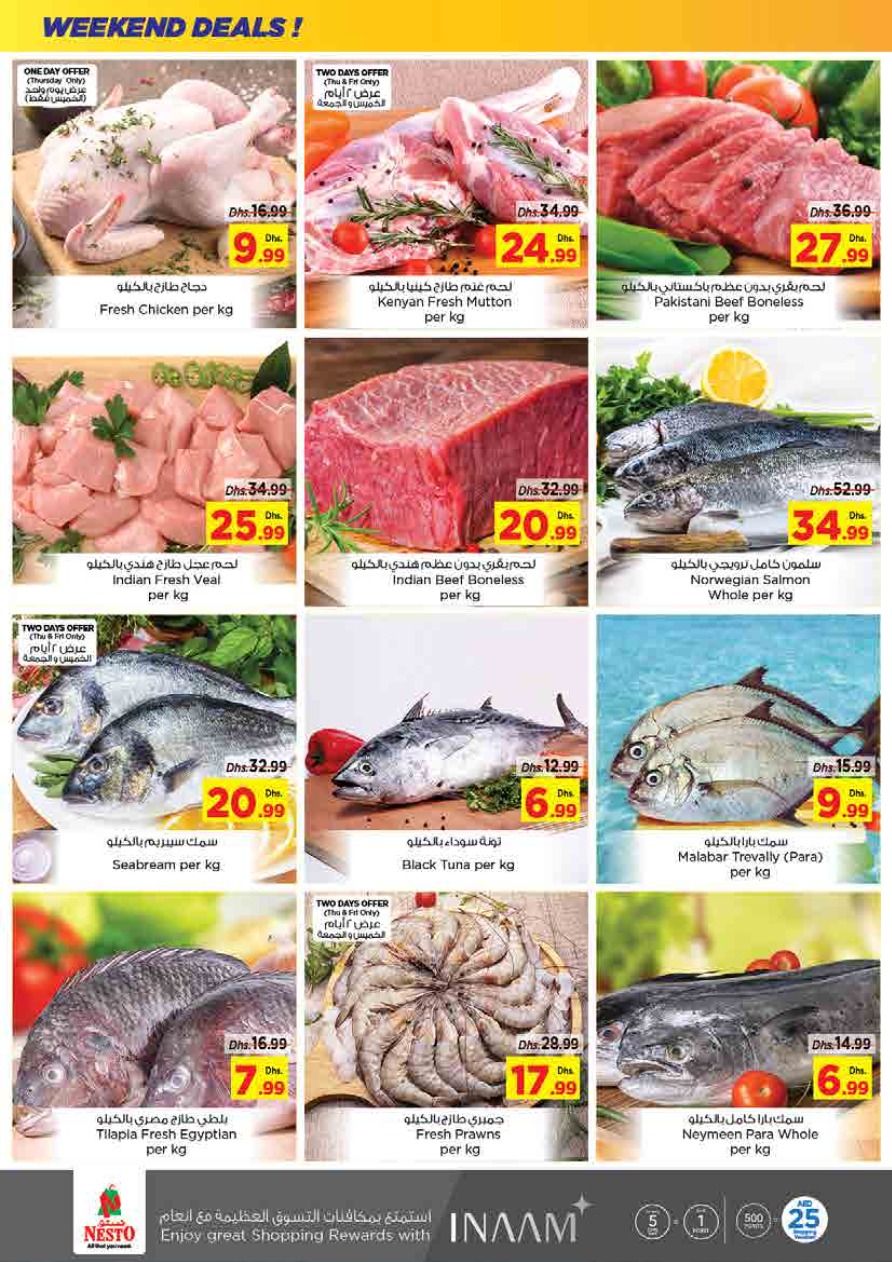 WEEKEND DEALS !
ONE DAY OFFER
(Thursday Only)
عرض يوم واحد
(الخميس فقط)
Dhs.16.99
9.99 Dhs.
دجاج طازج بالكيلو
Fresh Chicken per kg
TWO DAYS OFFER
(Thu & Fri Only)
عرض ٢ أيام
الخميس والجمعة
Dhs.34.99
24.99 Dhs.
لحم غنم طازج كينيا بالكيلو
Kenyan Fresh Mutton
per kg
Dhs.36.99
27.99 Dhs.
لحم بقري بدون عظم باكستاني بالكيلو
Pakistani Beef Boneless
per kg
Dhs.34.99
25.99 Dhs.
لحم عجل طازج هندي بالكيلو
Indian Fresh Veal
per kg
Dhs.32.99
20.99 Dhs.
لحم بقري بدون عظم هندي بالكيلو
Indian Beef Boneless
per kg
Dhs.52.99
34.99 Dhs.
سلمون كامل نرويجي بالكيلو
Norwegian Salmon
Whole per kg
TWO DAYS OFFER
(Thu & Fri Only)
عرض ٢ أيام
الخميس والجمعة
Dhs.32.99
20.99 Dhs.
سمك سيبريم بالكيلو
Seabream per kg
Dhs.12.99
6.99 Dhs.
تونة سوداء بالكيلو
Black Tuna per kg
Dhs.15.99
9.99 Dhs.
سمك بارا بالكيلو
Malabar Trevally (Para)
per kg
Dhs.16.99
7.99 Dhs.
بلطي طازج مصري بالكيلو
Tilapia Fresh Egyptian
per kg
TWO DAYS OFFER
(Thu & Fri Only)
عرض ٢ أيام
الخميس والجمعة
Dhs.28.99
17.99 Dhs.
جمبري طازج بالكيلو
Fresh Prawns
per kg
Dhs.14.99
6.99 Dhs.
سمك بارا كامل بالكيلو
Neymeen Para Whole
per kg
نستو
NESTO
All that you need
استمتع بمكافئات التسوق العظيمة مع انعام
Enjoy great Shopping Rewards with
INAAM
5
=
1
POINT
500
POINTS
=
AED
25